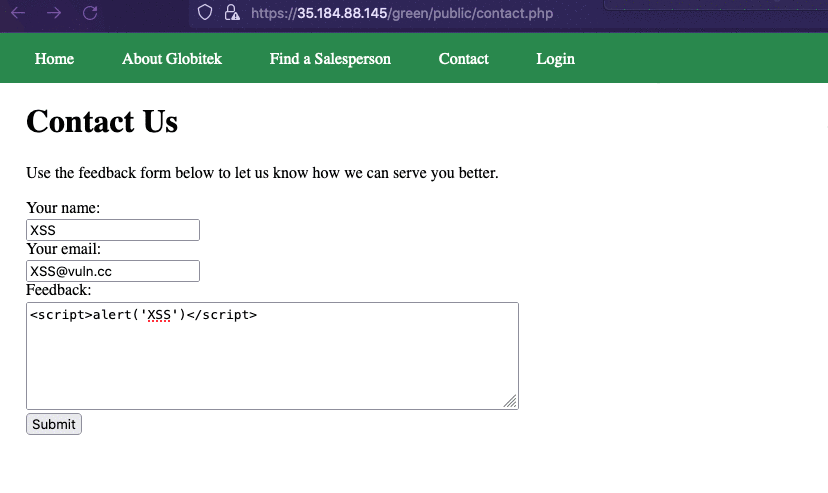 https://35.184.88.145/green/public/contact.php
Home About Globitek Find a Salesperson Contact Login
Contact Us
Use the feedback form below to let us know how we can serve you better.
Your name:
XSS
Your email:
XSS@vuln.cc
Feedback:
<script>alert('XSS')</script>
Submit